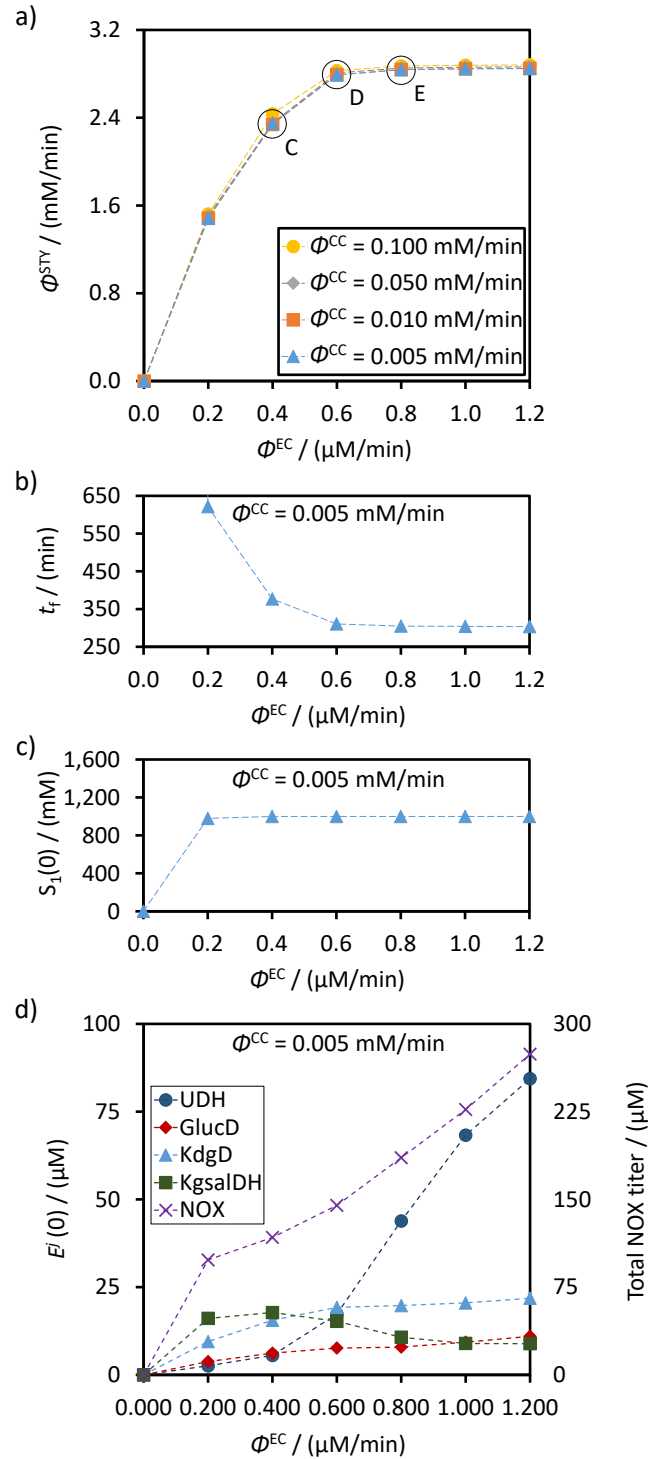 a)
3.2
2.4
1.6
0.8
0.0
Φ^STY / (mM/min)
C
D
E
Φ^CC = 0.100 mM/min
Φ^CC = 0.050 mM/min
Φ^CC = 0.010 mM/min
Φ^CC = 0.005 mM/min
0.0 0.2 0.4 0.6 0.8 1.0 1.2
Φ^EC / (µM/min)
b)
Φ^CC = 0.005 mM/min
650
550
450
350
250
t_f / (min)
0.0 0.2 0.4 0.6 0.8 1.0 1.2
Φ^EC / (µM/min)
c)
Φ^CC = 0.005 mM/min
1,600
1,200
800
400
0
S_1(0) / (mM)
0.0 0.2 0.4 0.6 0.8 1.0 1.2
Φ^EC / (µM/min)
d)
Φ^CC = 0.005 mM/min
100
75
50
25
0
E^j (0) / (µM)
UDH
GlucD
KdgD
KgsalDH
NOX
300
225
150
75
0
Total NOX titer / (µM)
0.000 0.200 0.400 0.600 0.800 1.000 1.200
Φ^EC / (µM/min)